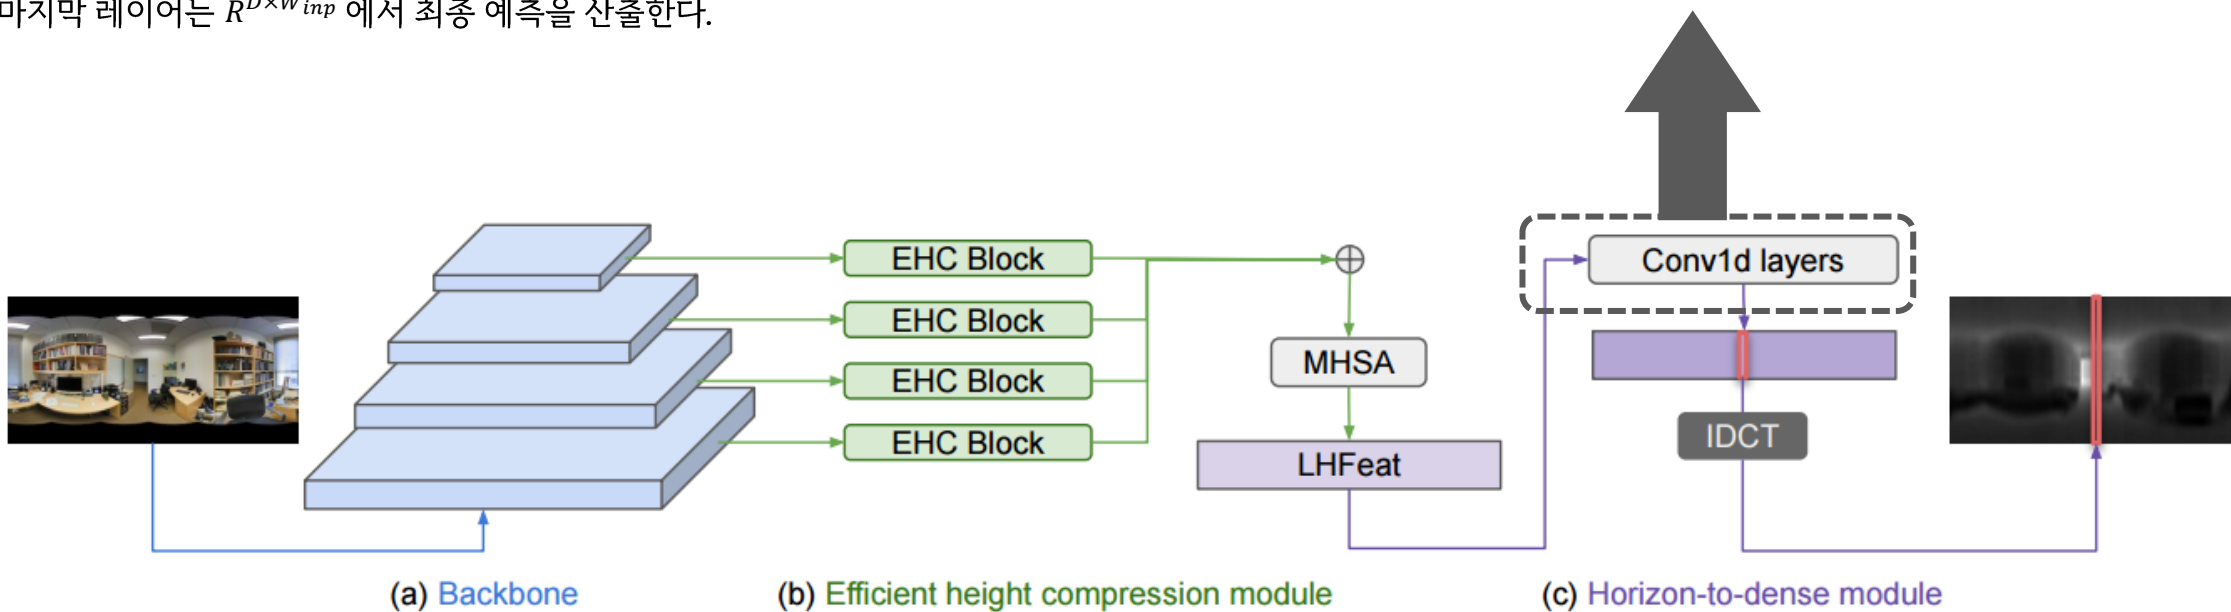 마지막 레이어는 R^{D×W_{inp}} 에서 최종 예측을 산출한다.
EHC Block
EHC Block
EHC Block
EHC Block
MHSA
LHFeat
Conv1d layers
IDCT
(a) Backbone
(b) Efficient height compression module
(c) Horizon-to-dense module